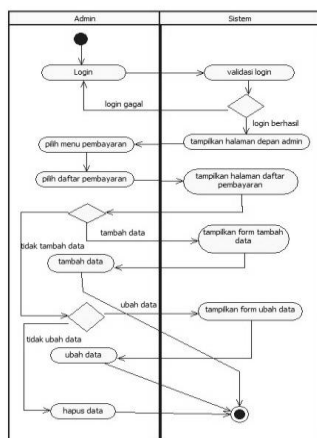 Admin
Sistem
Login
validasi login
login gagal
login berhasil
pilih menu pembayaran
tampilkan halaman depan admin
pilih daftar pembayaran
tampilkan halaman daftar
pembayaran
tambah data
tampilkan form tambah
data
tidak tambah data
tambah data
ubah data
tampilkan form ubah data
tidak ubah data
ubah data
hapus data